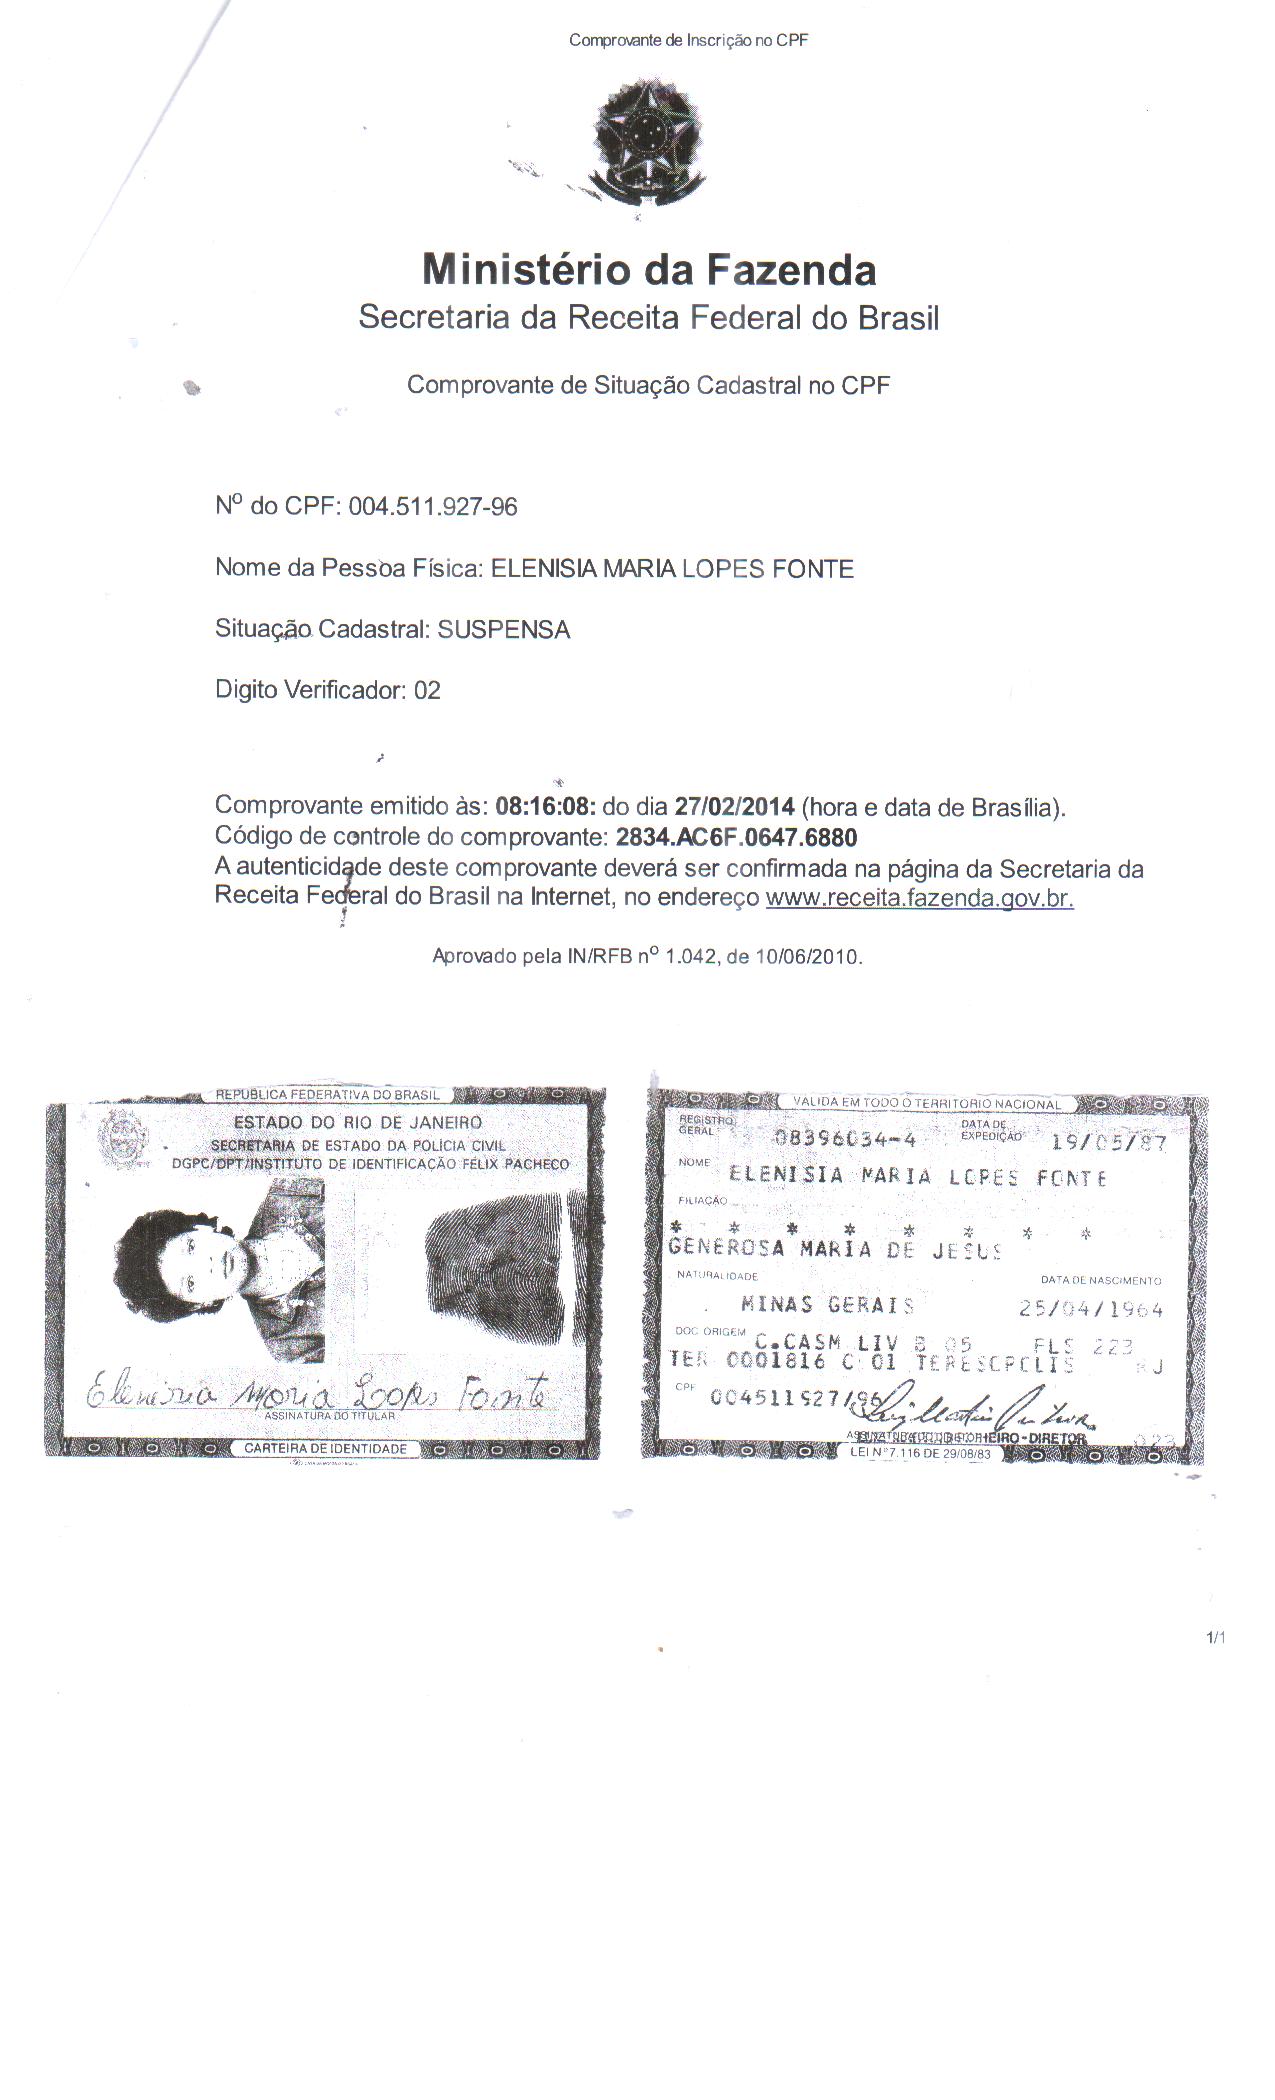 Comprovante de Inscrição no CPF
Ministério da Fazenda
Secretaria da Receita Federal do Brasil
Comprovante de Situação Cadastral no CPF
Nº do CPF: 004.511.927-96
Nome da Pessoa Física: ELENISIA MARIA LOPES FONTE
Situação Cadastral: SUSPENSA
Digito Verificador: 02
Comprovante emitido às: 08:16:08: do dia 27/02/2014 (hora e data de Brasília).
Código de controle do comprovante: 2834.AC6F.0647.6880
A autenticidade deste comprovante deverá ser confirmada na página da Secretaria da
Receita Federal do Brasil na Internet, no endereço www.receita.fazenda.gov.br.
Aprovado pela IN/RFB nº 1.042, de 10/06/2010.
REPÚBLICA FEDERATIVA DO BRASIL
ESTADO DO RIO DE JANEIRO
SECRETARIA DE ESTADO DA POLÍCIA CIVIL
DGPC/DPT/INSTITUTO DE IDENTIFICAÇÃO FÉLIX PACHECO
Elenisia Maria Lopes Fonte
ASSINATURA DO TITULAR
CARTEIRA DE IDENTIDADE
VALIDA EM TODO O TERRITORIO NACIONAL
REGISTRO GERAL 08396034-4 DATA DE EXPEDIÇÃO 19/05/87
NOME ELENISIA MARIA LOPES FONTE
FILIAÇÃO
* * * * * * * *
GENEROSA MARIA DE JESUS
NATURALIDADE DATA DE NASCIMENTO
MINAS GERAIS 25/04/1964
DOC ORIGEM C.CASM LIV B 05 FLS 223
TER 0001816 C 01 TERESOPOLIS RJ
CPF 004511927/96
DIRETOR
LEI Nº 7.116 DE 29/08/83
1/1